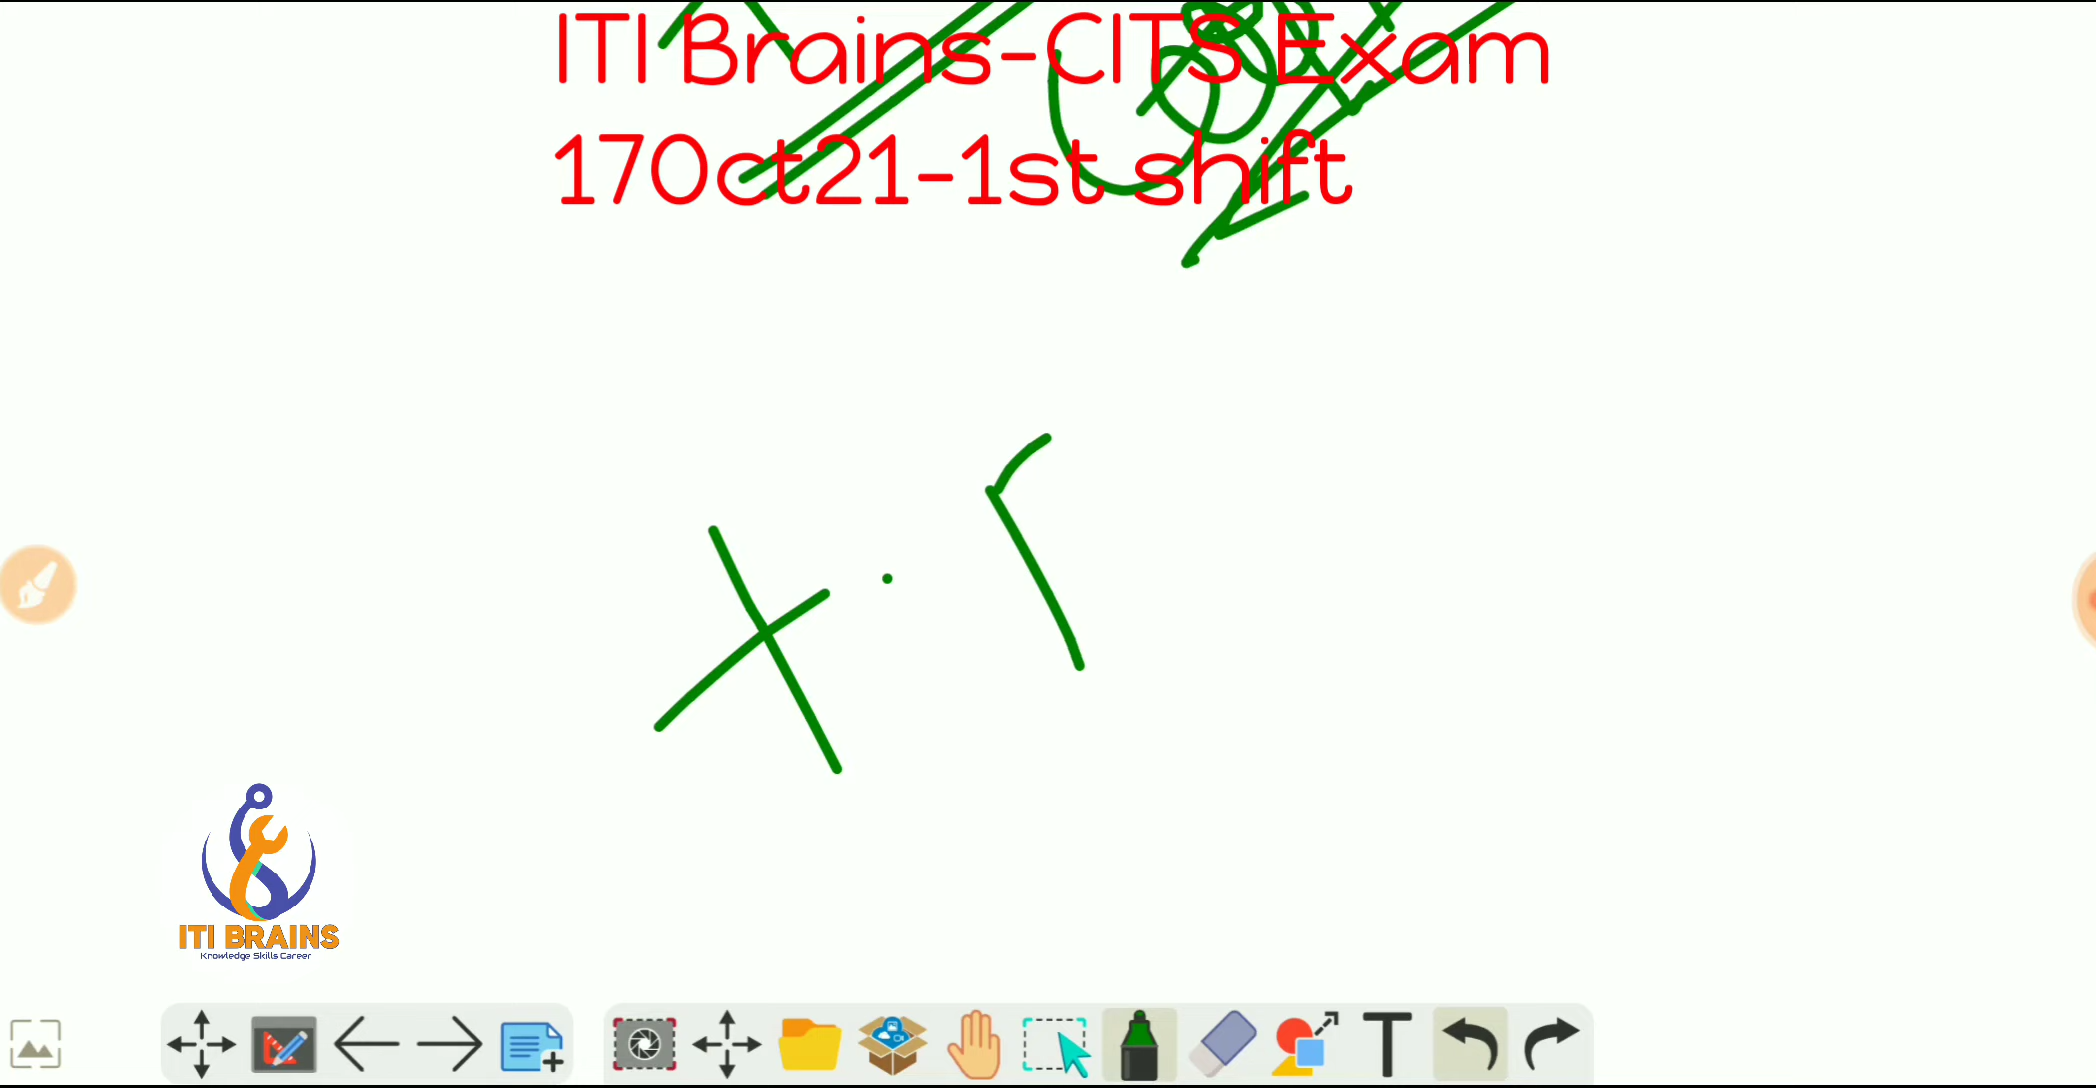 ITI Brains-CITS Exam
17Oct21-1st shift
ITI BRAINS
Knowledge Skills Career